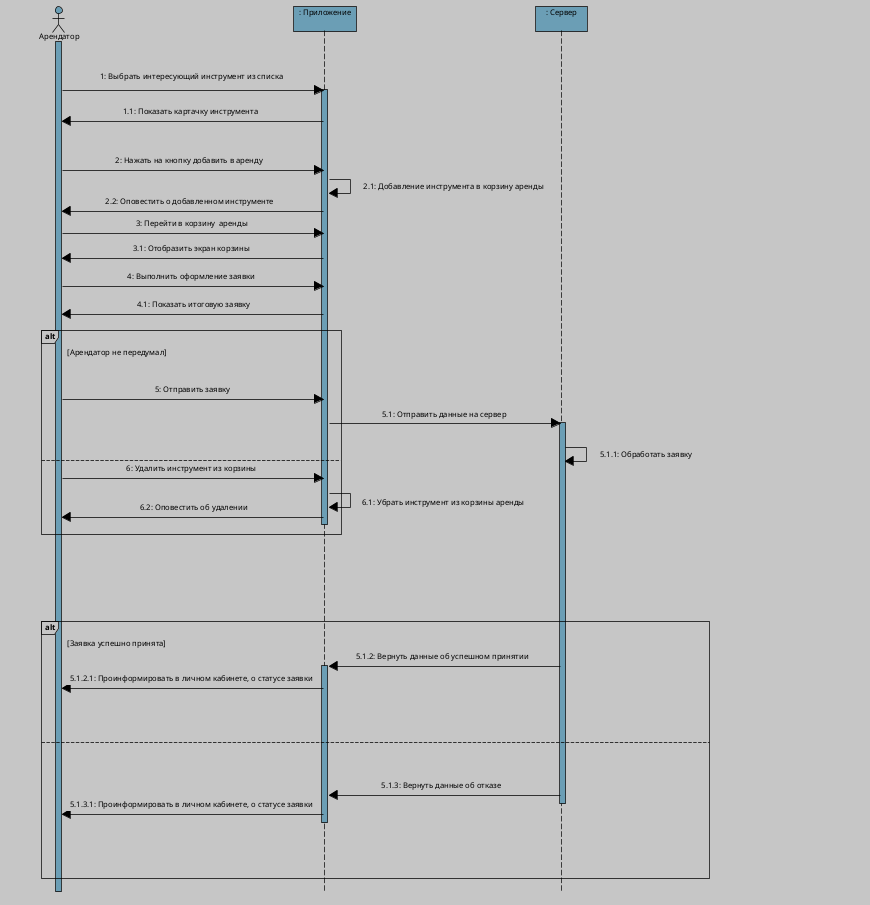 : Приложение
: Сервер
Арендатор
1: Выбрать интересующий инструмент из списка
1.1: Показать картачку инструмента
2: Нажать на кнопку добавить в аренду
2.1: Добавление инструмента в корзину аренды
2.2: Оповестить о добавленном инструменте
3: Перейти в корзину аренды
3.1: Отобразить экран корзины
4: Выполнить оформление заявки
4.1: Показать итоговую заявку
alt
[Арендатор не передумал]
5: Отправить заявку
5.1: Отправить данные на сервер
5.1.1: Обработать заявку
6: Удалить инструмент из корзины
6.1: Убрать инструмент из корзины аренды
6.2: Оповестить об удалении
alt
[Заявка успешно принята]
5.1.2: Вернуть данные об успешном принятии
5.1.2.1: Проинформировать в личном кабинете, о статусе заявки
5.1.3: Вернуть данные об отказе
5.1.3.1: Проинформировать в личном кабинете, о статусе заявки